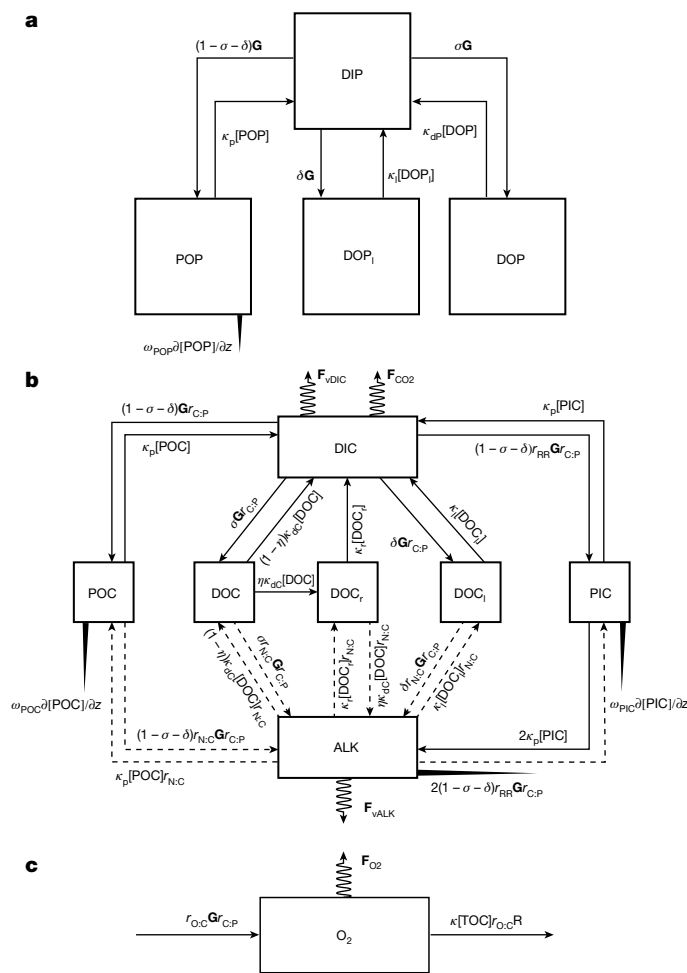 a
(1 – σ – δ)G
σG
DIP
κp[POP]
κdP[DOP]
δG
κl[DOPl]
POP
DOPl
DOP
ωPOP∂[POP]/∂z
b
FvDIC
FCO2
(1 – σ – δ)GrC:P
κp[PIC]
κp[POC]
DIC
(1 – σ – δ)rRRGrC:P
σGrC:P
(1–η)κdC[DOC]
κr[DOCr]
δGrC:P
κl[DOCl]
POC
DOC
ηκdC[DOC]
DOCr
DOCl
PIC
(1–η)κdC[DOC]rN:C
σrN:CGrC:P
κr[DOCr]rN:C
ηκdC[DOC]rN:C
δrN:CGrC:P
κl[DOCl]rN:C
ωPOC∂[POC]/∂z
ωPIC∂[PIC]/∂z
(1 – σ – δ)rN:CGrC:P
ALK
2κp[PIC]
κp[POC]rN:C
2(1 – σ – δ)rRRGrC:P
FvALK
c
FO2
rO:CGrC:P
O2
κ[TOC]rO:CR